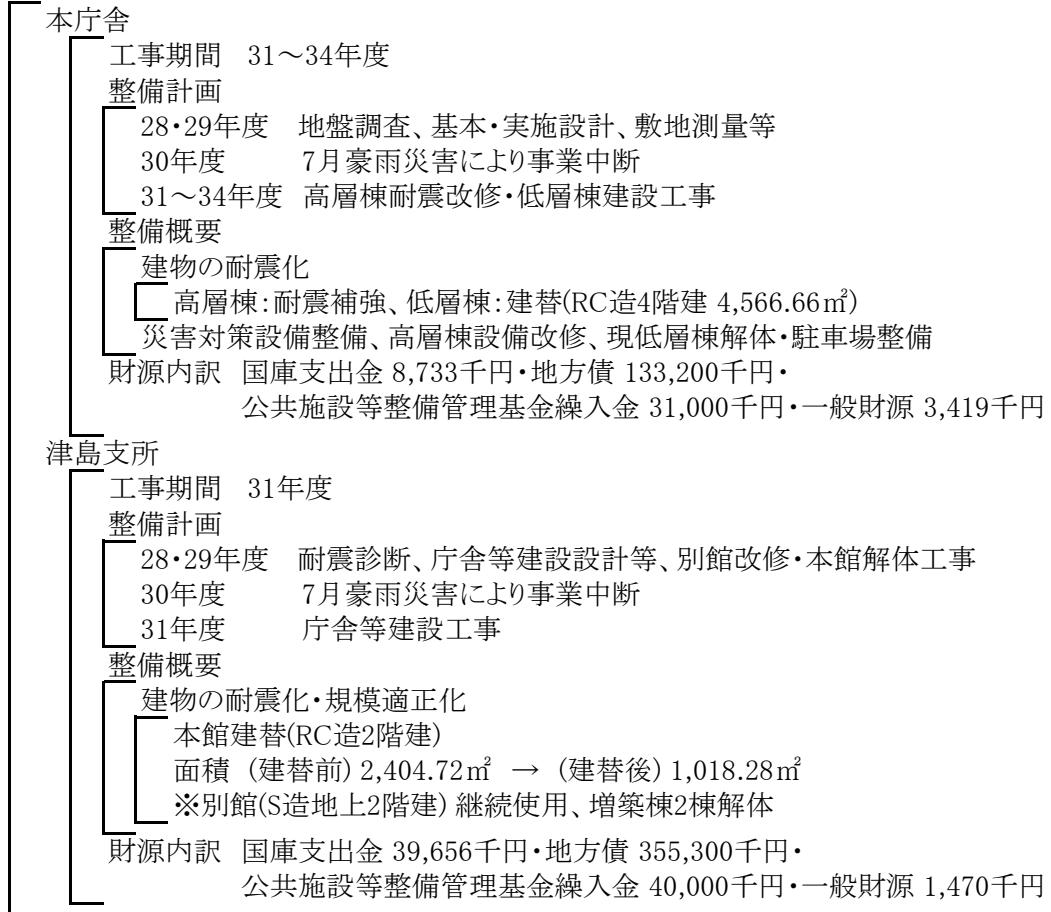 本庁舎
工事期間 31～34年度
整備計画
28・29年度 地盤調査、基本・実施設計、敷地測量等
30年度 7月豪雨災害により事業中断
31～34年度 高層棟耐震改修・低層棟建設工事
整備概要
建物の耐震化
高層棟：耐震補強、低層棟：建替(RC造4階建 4,566.66㎡)
災害対策設備整備、高層棟設備改修、現低層棟解体・駐車場整備
財源内訳 国庫支出金 8,733千円・地方債 133,200千円・
公共施設等整備管理基金繰入金 31,000千円・一般財源 3,419千円
津島支所
工事期間 31年度
整備計画
28・29年度 耐震診断、庁舎等建設設計等、別館改修・本館解体工事
30年度 7月豪雨災害により事業中断
31年度 庁舎等建設工事
整備概要
建物の耐震化・規模適正化
本館建替(RC造2階建)
面積 (建替前) 2,404.72㎡ → (建替後) 1,018.28㎡
※別館(S造地上2階建) 継続使用、増築棟2棟解体
財源内訳 国庫支出金 39,656千円・地方債 355,300千円・
公共施設等整備管理基金繰入金 40,000千円・一般財源 1,470千円